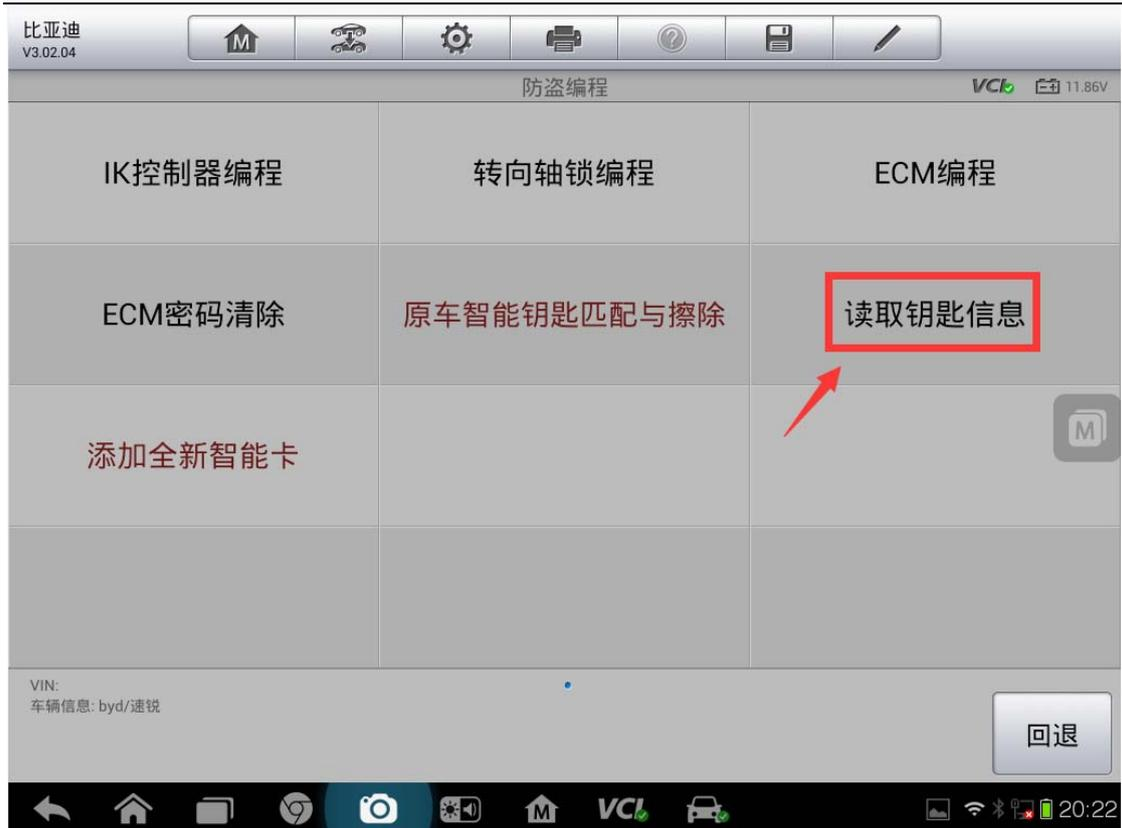 比亚迪
V3.02.04
M
?
防盗编程
VCI 11.86V
IK控制器编程
转向轴锁编程
ECM编程
ECM密码清除
原车智能钥匙匹配与擦除
读取钥匙信息
添加全新智能卡
M
VIN:
车辆信息: byd/速锐
回退
M
VCI
20:22